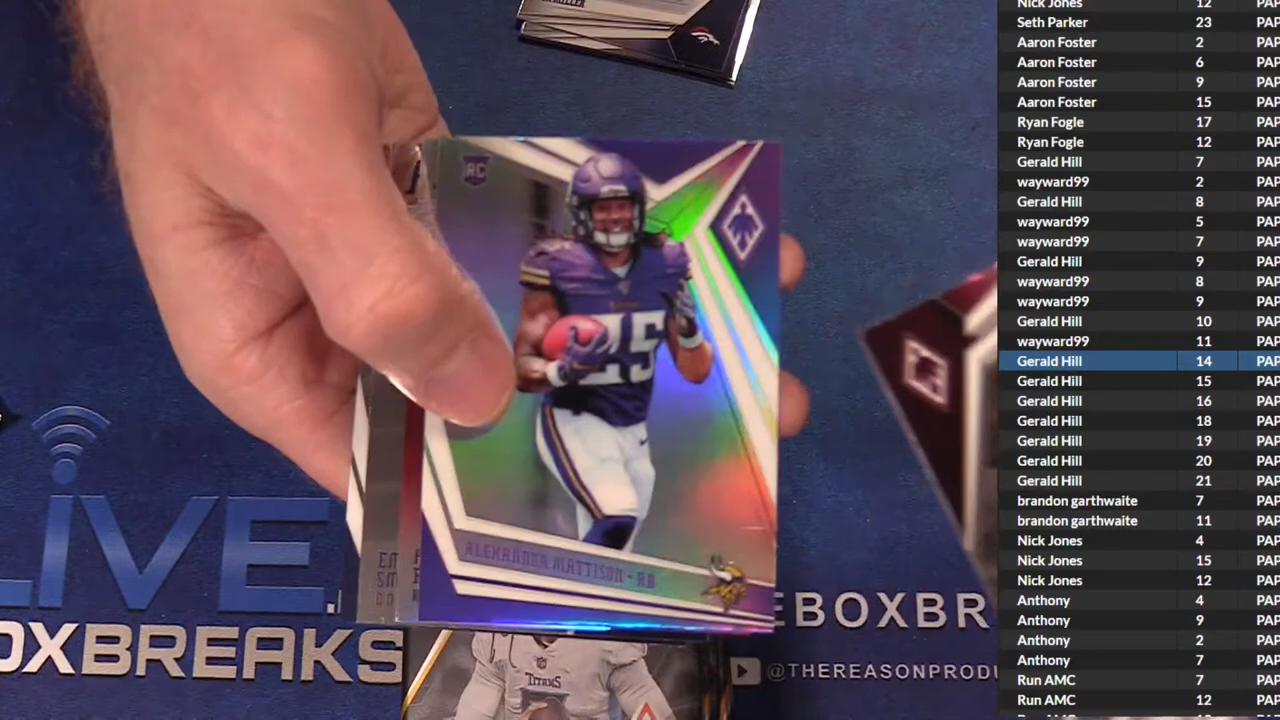 RC
25
ALEXANDER MATTISON - RB
TITANS
LIVE
BOXBREAKS
EBOXBR
@THEREASONPRODU
Nick Jones 12 PAP
Seth Parker 23 PAP
Aaron Foster 2 PAP
Aaron Foster 6 PAP
Aaron Foster 9 PAP
Aaron Foster 15 PAP
Ryan Fogle 17 PAP
Ryan Fogle 12 PAP
Gerald Hill 7 PAP
wayward99 2 PAP
Gerald Hill 8 PAP
wayward99 5 PAP
wayward99 7 PAP
Gerald Hill 9 PAP
wayward99 8 PAP
wayward99 9 PAP
Gerald Hill 10 PAP
wayward99 11 PAP
Gerald Hill 14 PAP
Gerald Hill 15 PAP
Gerald Hill 16 PAP
Gerald Hill 18 PAP
Gerald Hill 19 PAP
Gerald Hill 20 PAP
Gerald Hill 21 PAP
brandon garthwaite 7 PAP
brandon garthwaite 11 PAP
Nick Jones 4 PAP
Nick Jones 15 PAP
Nick Jones 12 PAP
Anthony 4 PAP
Anthony 9 PAP
Anthony 2 PAP
Anthony 7 PAP
Run AMC 7 PAP
Run AMC 12 PAP